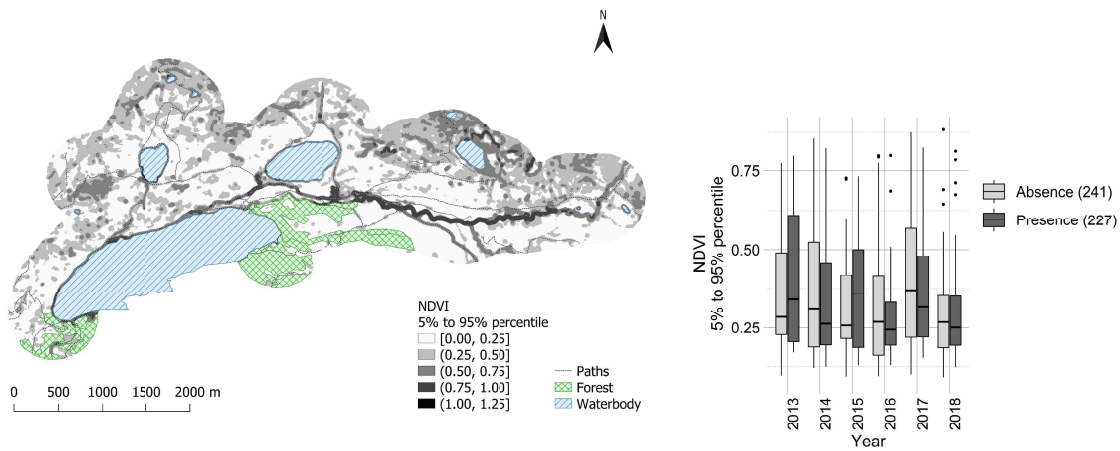 N
NDVI
5% to 95% percentile
[0.00, 0.25]
(0.25, 0.50]
(0.50, 0.75]
(0.75, 1.00]
(1.00, 1.25]
Paths
Forest
Waterbody
0 500 1000 1500 2000 m
NDVI
5% to 95% percentile
0.75
0.50
0.25
2013
2014
2015
2016
2017
2018
Year
Absence (241)
Presence (227)